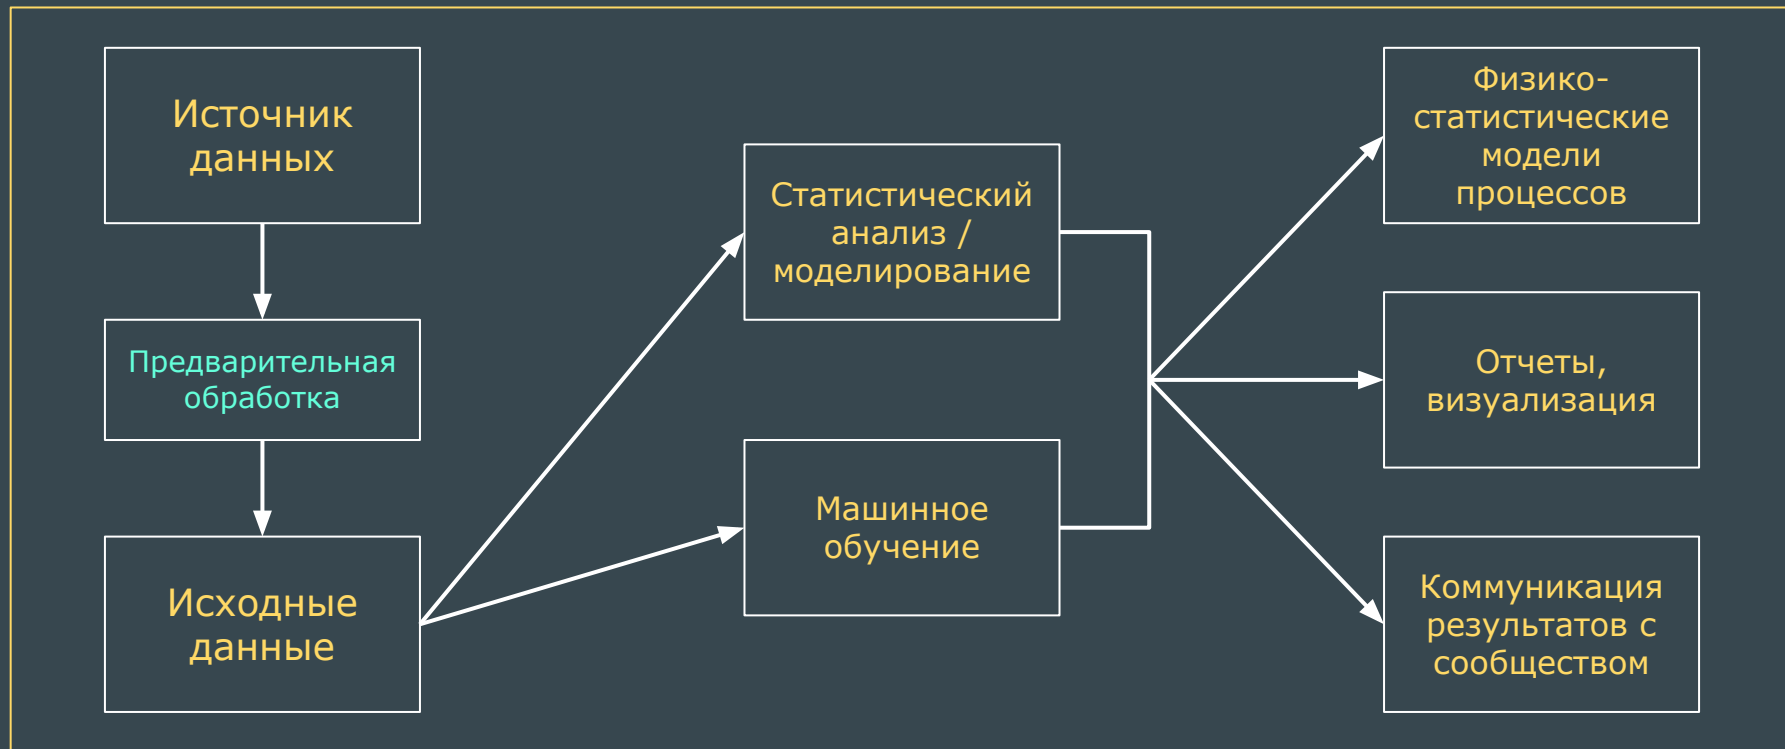 Источник
данных
Предварительная
обработка
Исходные
данные
Статистический
анализ /
моделирование
Машинное
обучение
Физико-
статистические
модели
процессов
Отчеты,
визуализация
Коммуникация
результатов с
сообществом